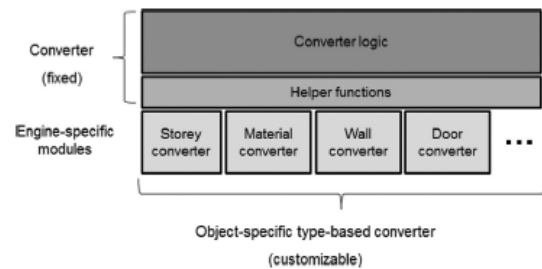 Converter
(fixed)
Converter logic
Helper functions
Engine-specific
modules
Storey
converter
Material
converter
Wall
converter
Door
converter
...
Object-specific type-based converter
(customizable)